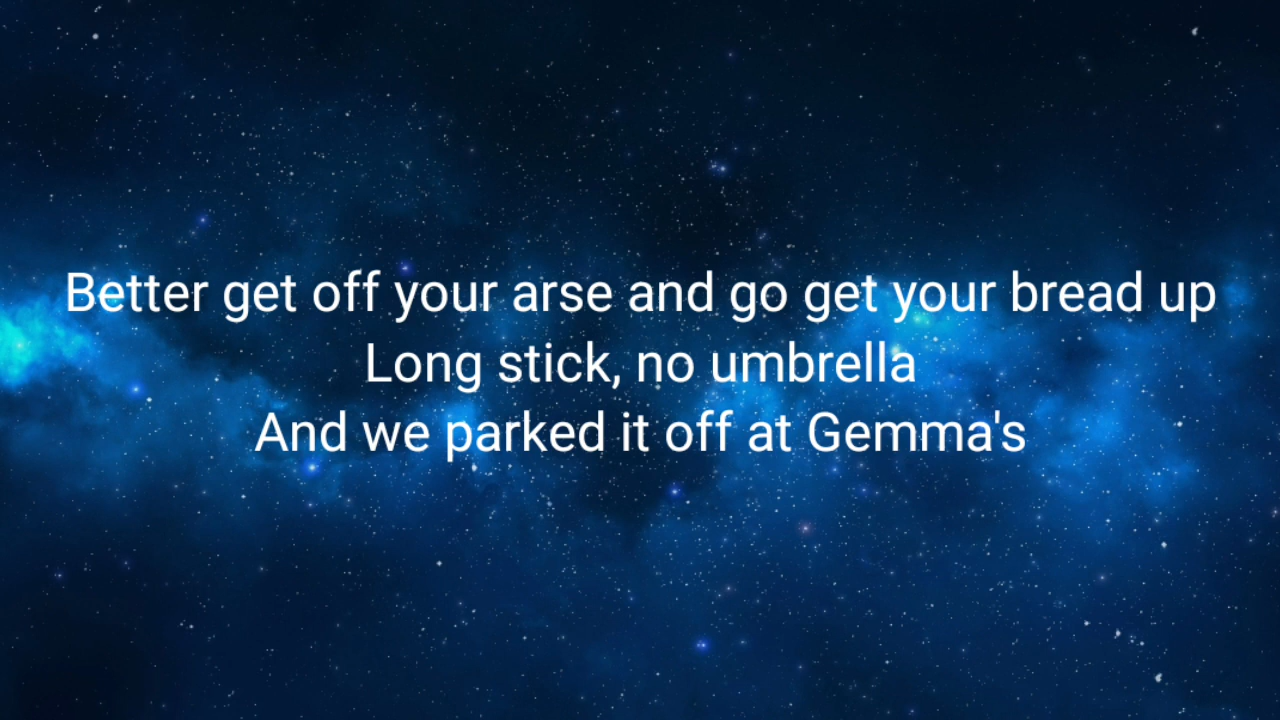 Better get off your arse and go get your bread up
Long stick, no umbrella
And we parked it off at Gemma's